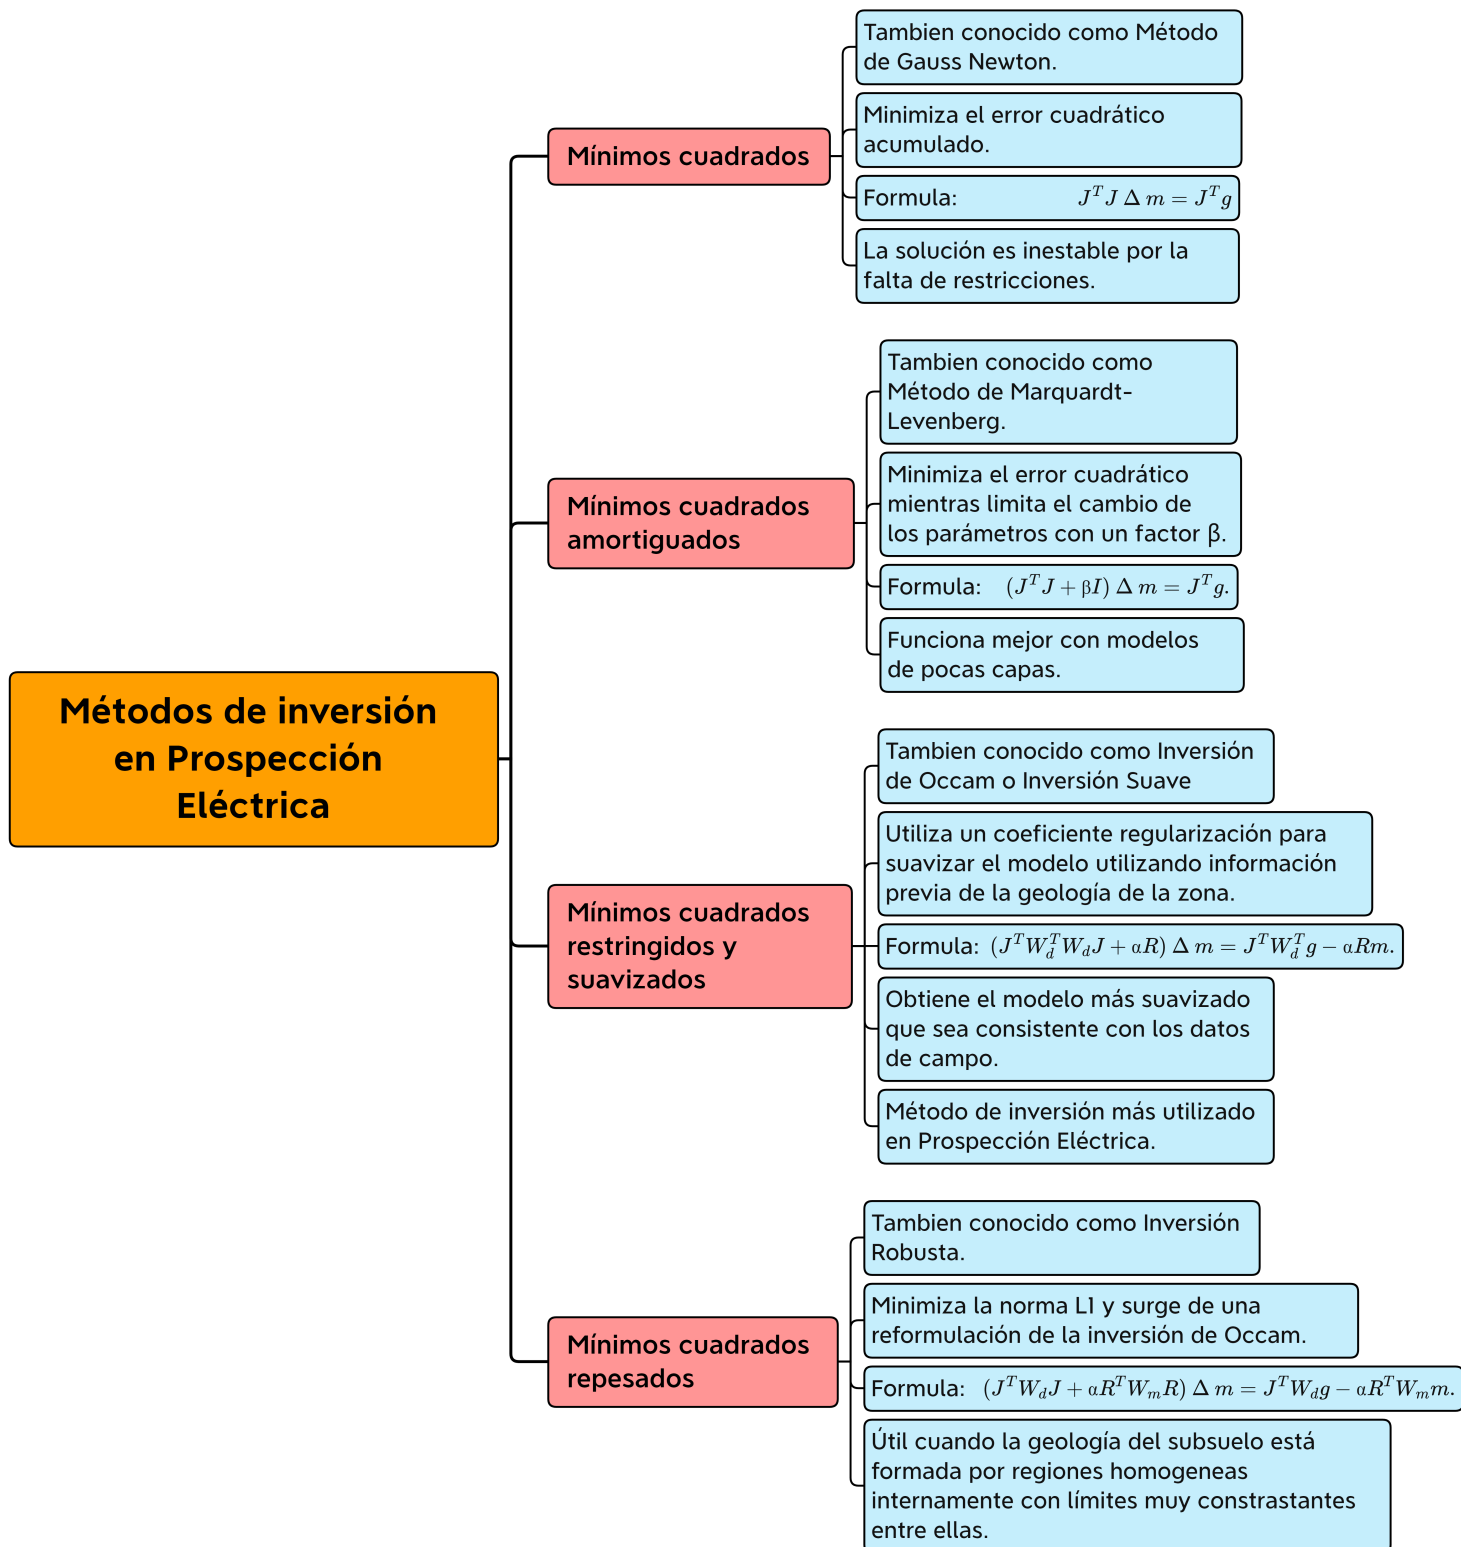 Métodos de inversión
en Prospección
Eléctrica
Mínimos cuadrados
Tambien conocido como Método
de Gauss Newton.
Minimiza el error cuadrático
acumulado.
Formula: $J^T J \, \Delta \, m = J^T g$
La solución es inestable por la
falta de restricciones.
Mínimos cuadrados
amortiguados
Tambien conocido como
Método de Marquardt-
Levenberg.
Minimiza el error cuadrático
mientras limita el cambio de
los parámetros con un factor β.
Formula: $(J^T J + βI) \, \Delta \, m = J^T g.$
Funciona mejor con modelos
de pocas capas.
Mínimos cuadrados
restringidos y
suavizados
Tambien conocido como Inversión
de Occam o Inversión Suave
Utiliza un coeficiente regularización para
suavizar el modelo utilizando información
previa de la geología de la zona.
Formula: $(J^T W_d^T W_d J + αR) \, \Delta \, m = J^T W_d^T g - αRm.$
Obtiene el modelo más suavizado
que sea consistente con los datos
de campo.
Método de inversión más utilizado
en Prospección Eléctrica.
Mínimos cuadrados
repesados
Tambien conocido como Inversión
Robusta.
Minimiza la norma L1 y surge de una
reformulación de la inversión de Occam.
Formula: $(J^T W_d J + αR^T W_m R) \, \Delta \, m = J^T W_d g - αR^T W_m m.$
Útil cuando la geología del subsuelo está
formada por regiones homogeneas
internamente con límites muy constrastantes
entre ellas.